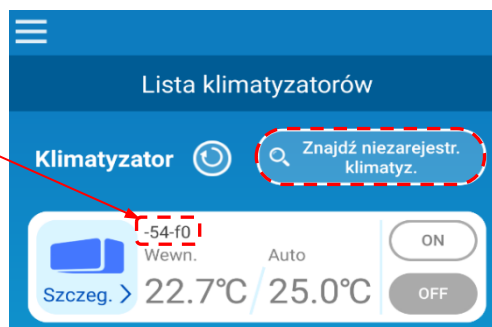 Lista klimatyzatorów
Klimatyzator
Znajdź niezarejestr.
klimatyz.
-54-f0
Wewn.
Auto
ON
Szczeg. >
22.7°C
25.0°C
OFF